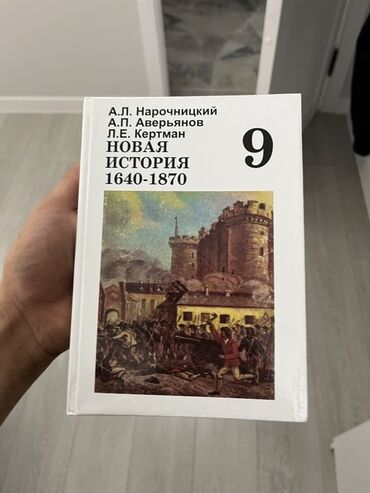 А.Л. Нарочницкий
А.П. Аверьянов
Л.Е. Кертман
НОВАЯ
ИСТОРИЯ
1640-1870
9